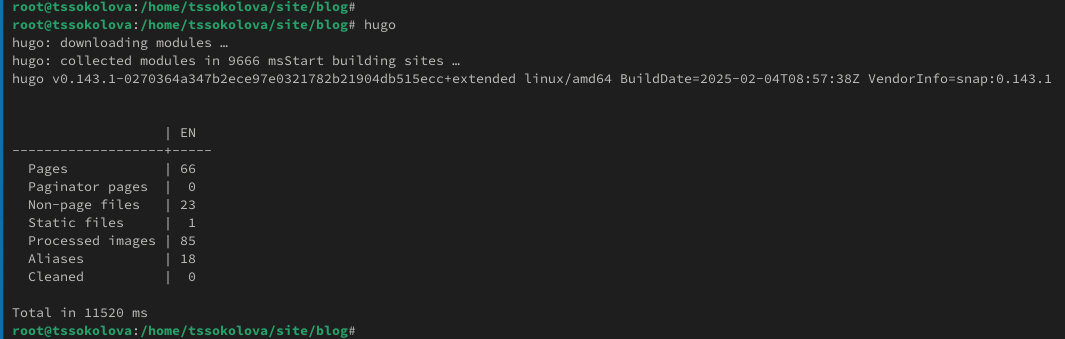 root@tssokolova:/home/tssokolova/site/blog#
root@tssokolova:/home/tssokolova/site/blog# hugo
hugo: downloading modules …
hugo: collected modules in 9666 msStart building sites …
hugo v0.143.1-0270364a347b2ece97e0321782b21904db515ecc+extended linux/amd64 BuildDate=2025-02-04T08:57:38Z VendorInfo=snap:0.143.1
                   | EN
-------------------+-----
  Pages            | 66
  Paginator pages  |  0
  Non-page files   | 23
  Static files     |  1
  Processed images | 85
  Aliases          | 18
  Cleaned          |  0
Total in 11520 ms
root@tssokolova:/home/tssokolova/site/blog#